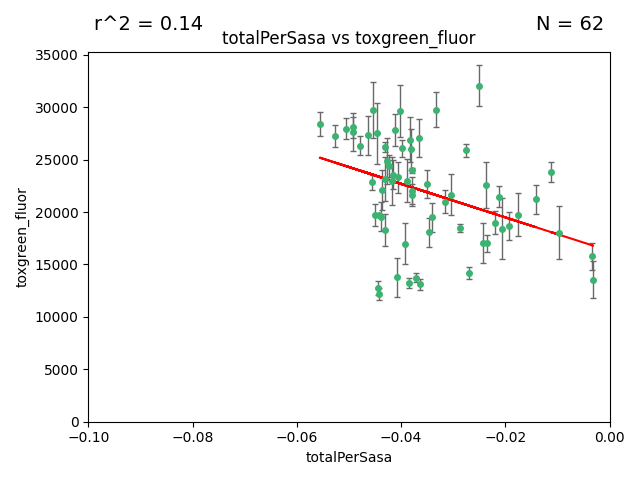 r^2 = 0.14
N = 62
totalPerSasa vs toxgreen_fluor
35000
30000
25000
20000
15000
10000
5000
0
toxgreen_fluor
−0.10
−0.08
−0.06
−0.04
−0.02
0.00
totalPerSasa